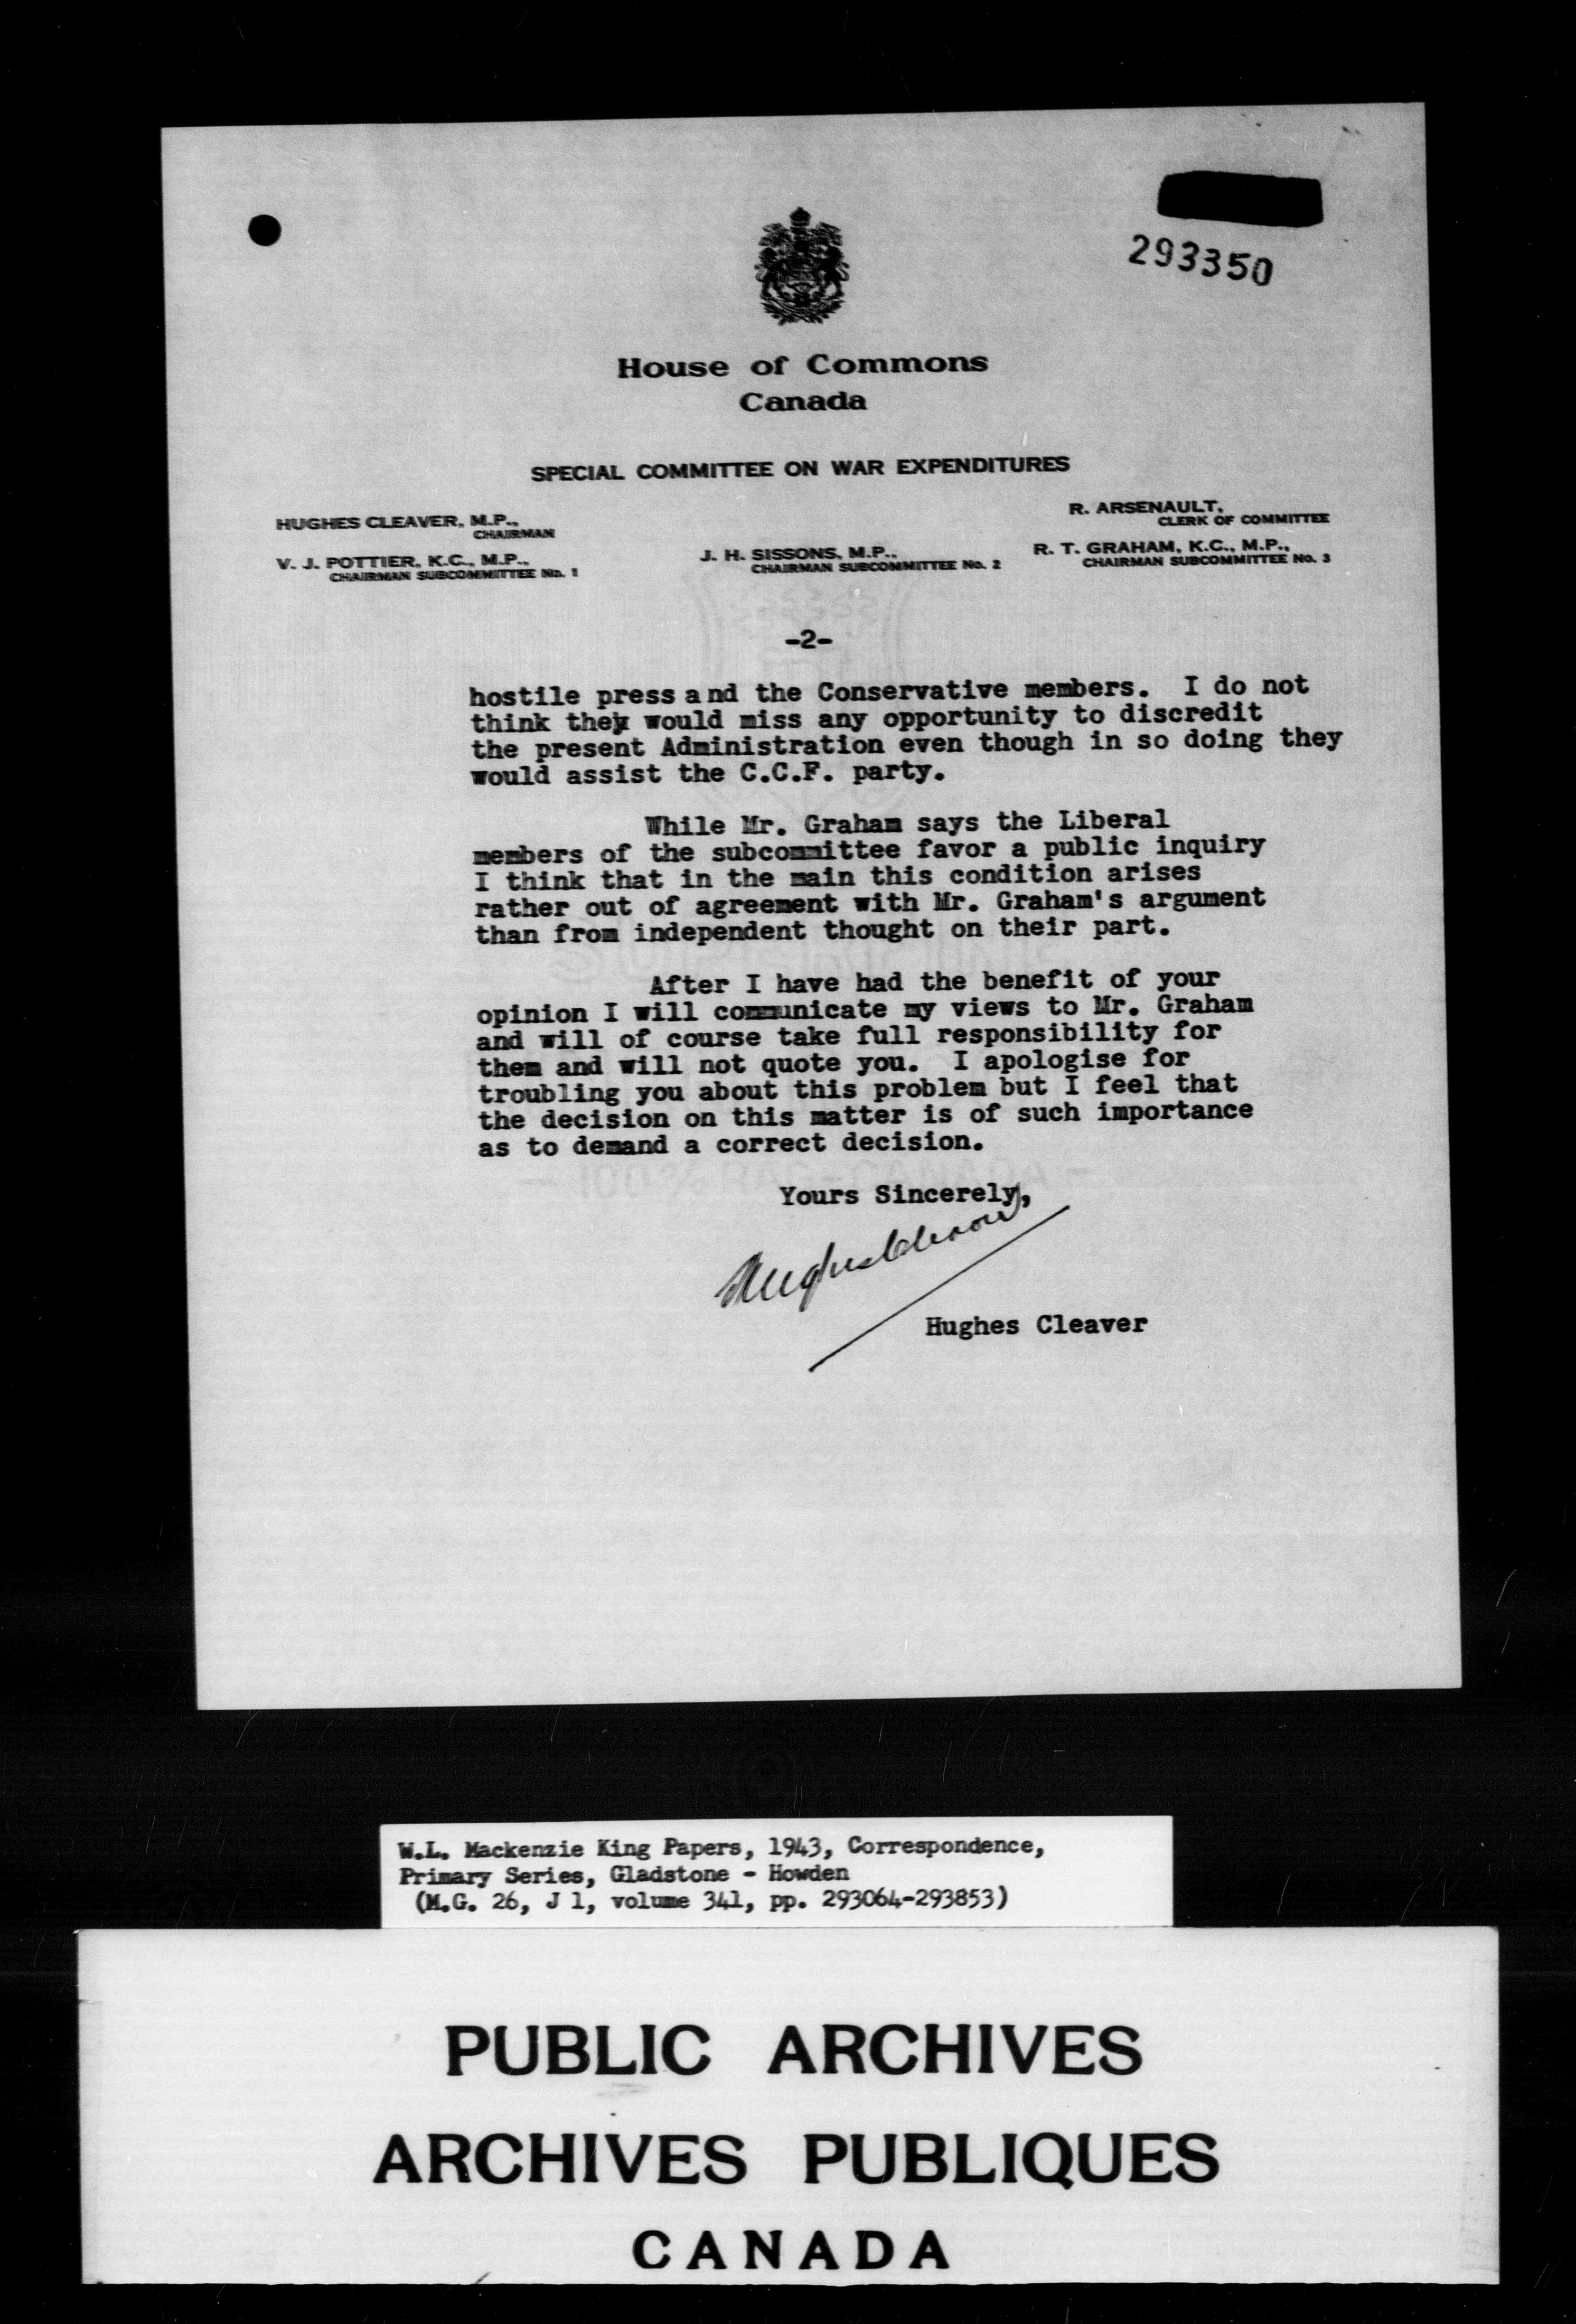 293350
House of Commons
Canada
SPECIAL COMMITTEE ON WAR EXPENDITURES
HUGHES CLEAVER, M.P.,
CHAIRMAN
R. ARSENAULT,
CLERK OF COMMITTEE
V. J. POTTIER, K.C., M.P.,
CHAIRMAN SUBCOMMITTEE No. 1
J. H. SISSONS, M.P.,
CHAIRMAN SUBCOMMITTEE No. 2
R. T. GRAHAM, K.C., M.P.,
CHAIRMAN SUBCOMMITTEE No. 3
-2-
hostile press and the Conservative members. I do not
think they would miss any opportunity to discredit
the present Administration even though in so doing they
would assist the C.C.F. party.
While Mr. Graham says the Liberal
members of the subcommittee favor a public inquiry
I think that in the main this condition arises
rather out of agreement with Mr. Graham's argument
than from independent thought on their part.
After I have had the benefit of your
opinion I will communicate my views to Mr. Graham
and will of course take full responsibility for
them and will not quote you. I apologise for
troubling you about this problem but I feel that
the decision on this matter is of such importance
as to demand a correct decision.
Yours Sincerely,
Hughes Cleaver
Hughes Cleaver
W.L. Mackenzie King Papers, 1943, Correspondence,
Primary Series, Gladstone - Howden
(M.G. 26, J 1, volume 341, pp. 293064-293853)
PUBLIC ARCHIVES
ARCHIVES PUBLIQUES
CANADA